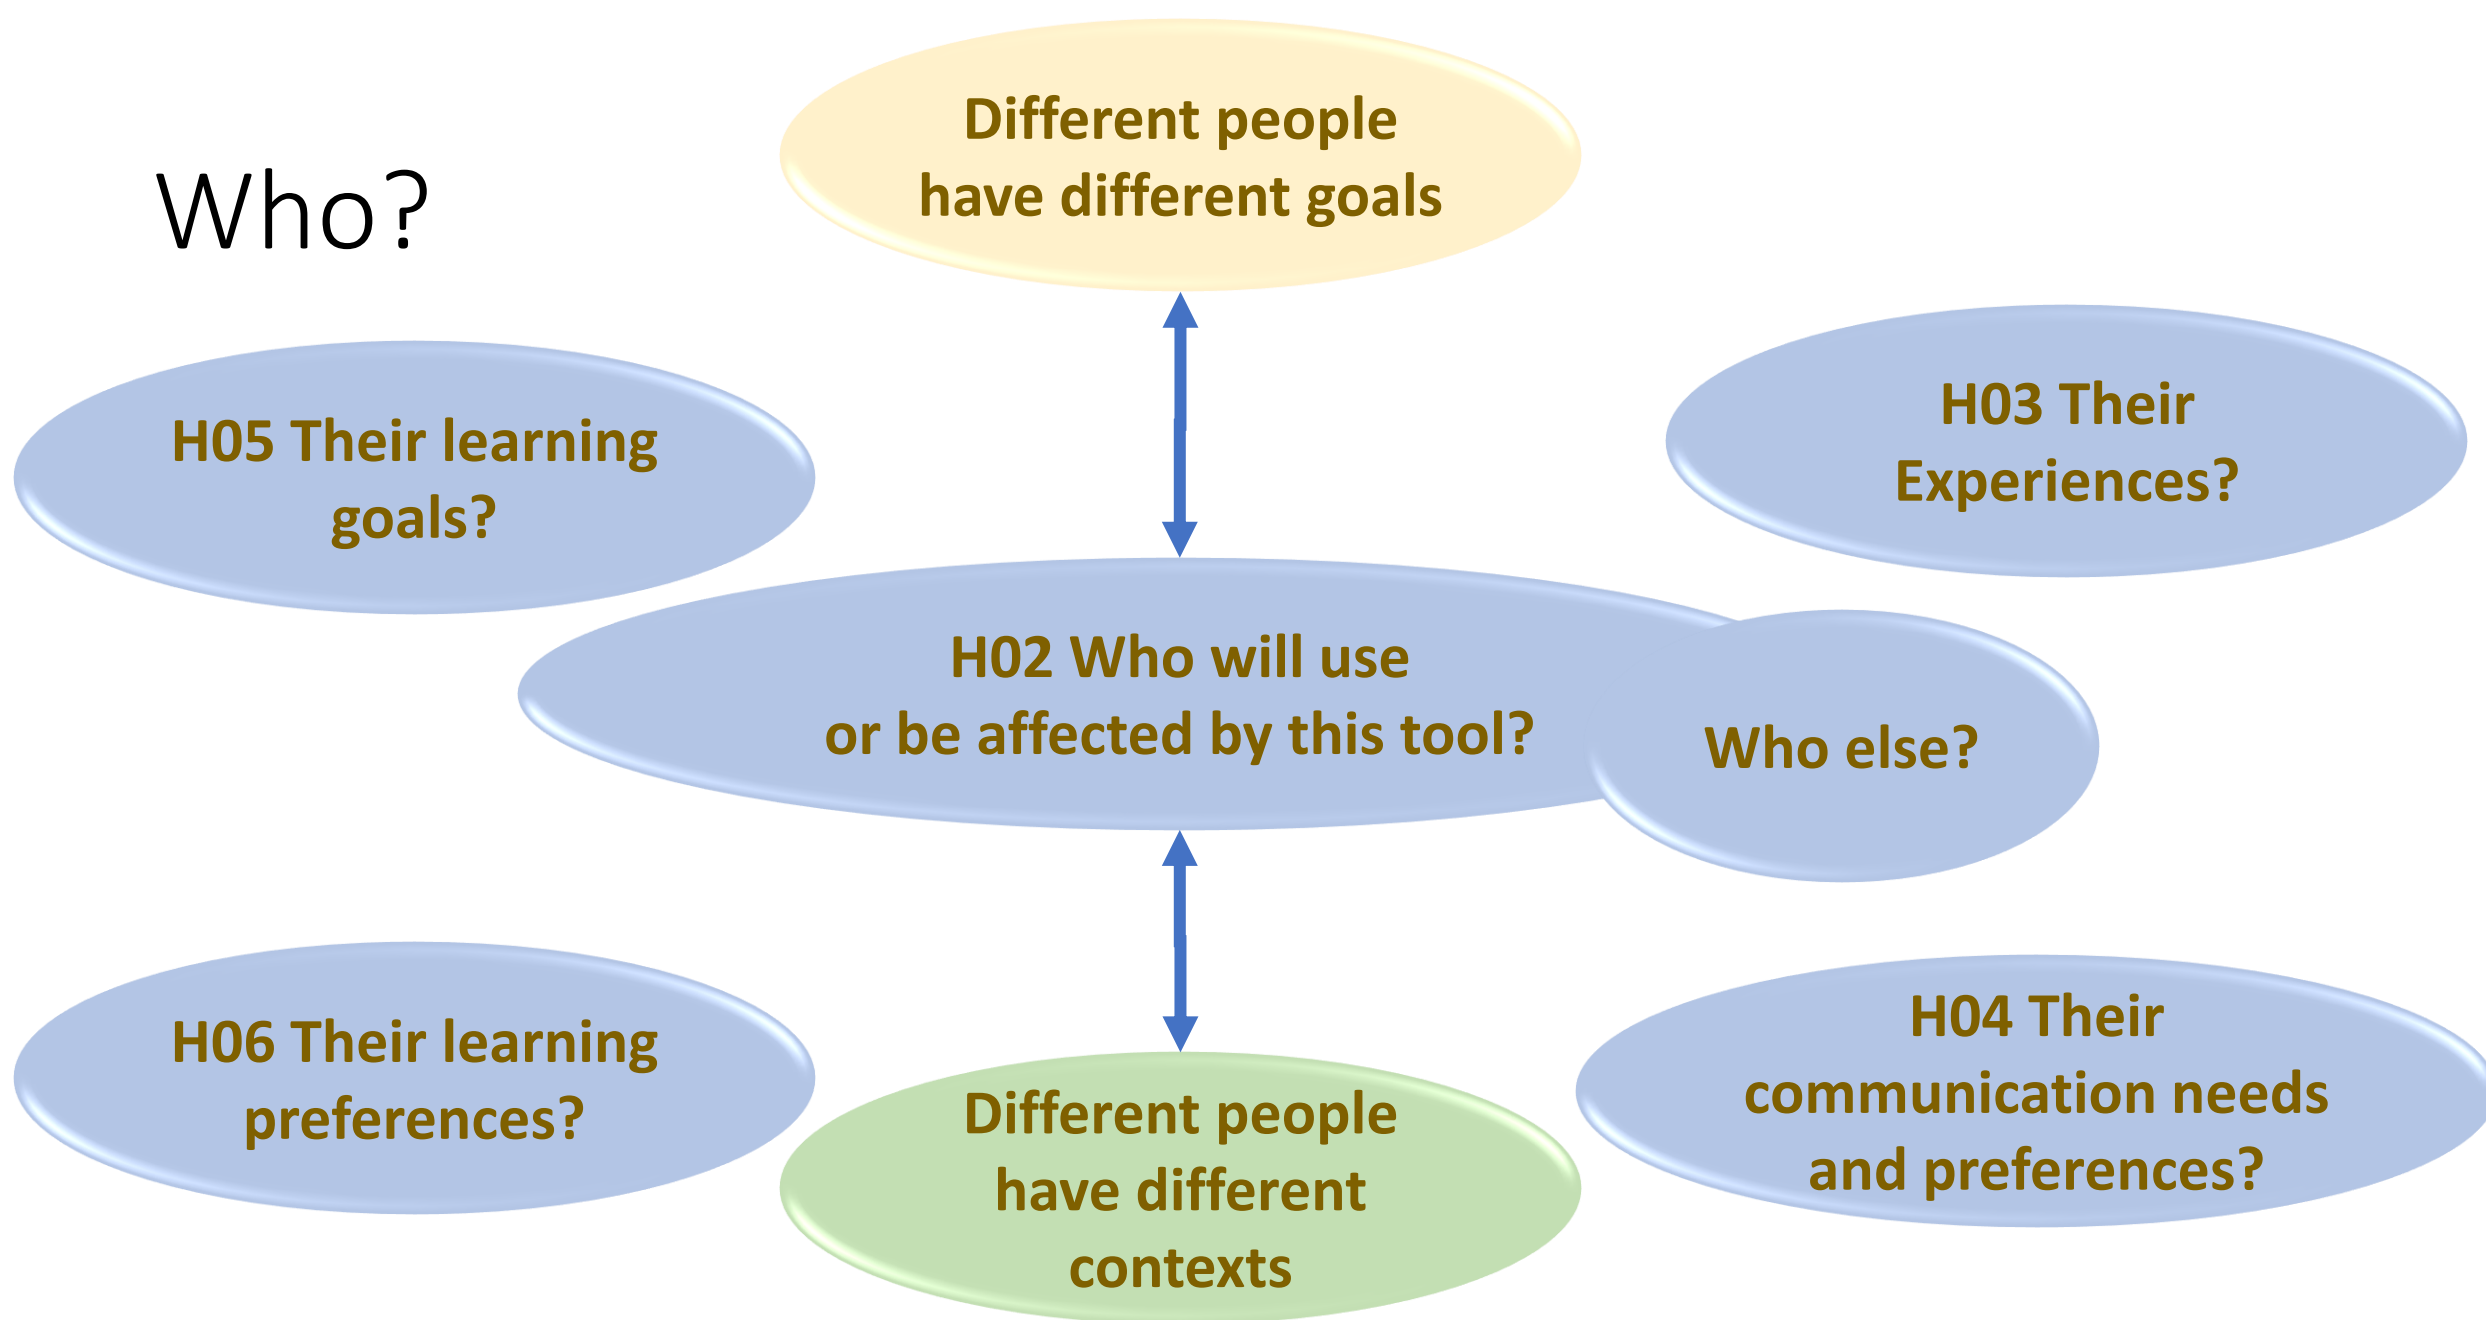 Who?
Different people
have different goals
H05 Their learning
goals?
H03 Their
Experiences?
H02 Who will use
or be affected by this tool?
Who else?
H06 Their learning
preferences?
Different people
have different
contexts
H04 Their
communication needs
and preferences?